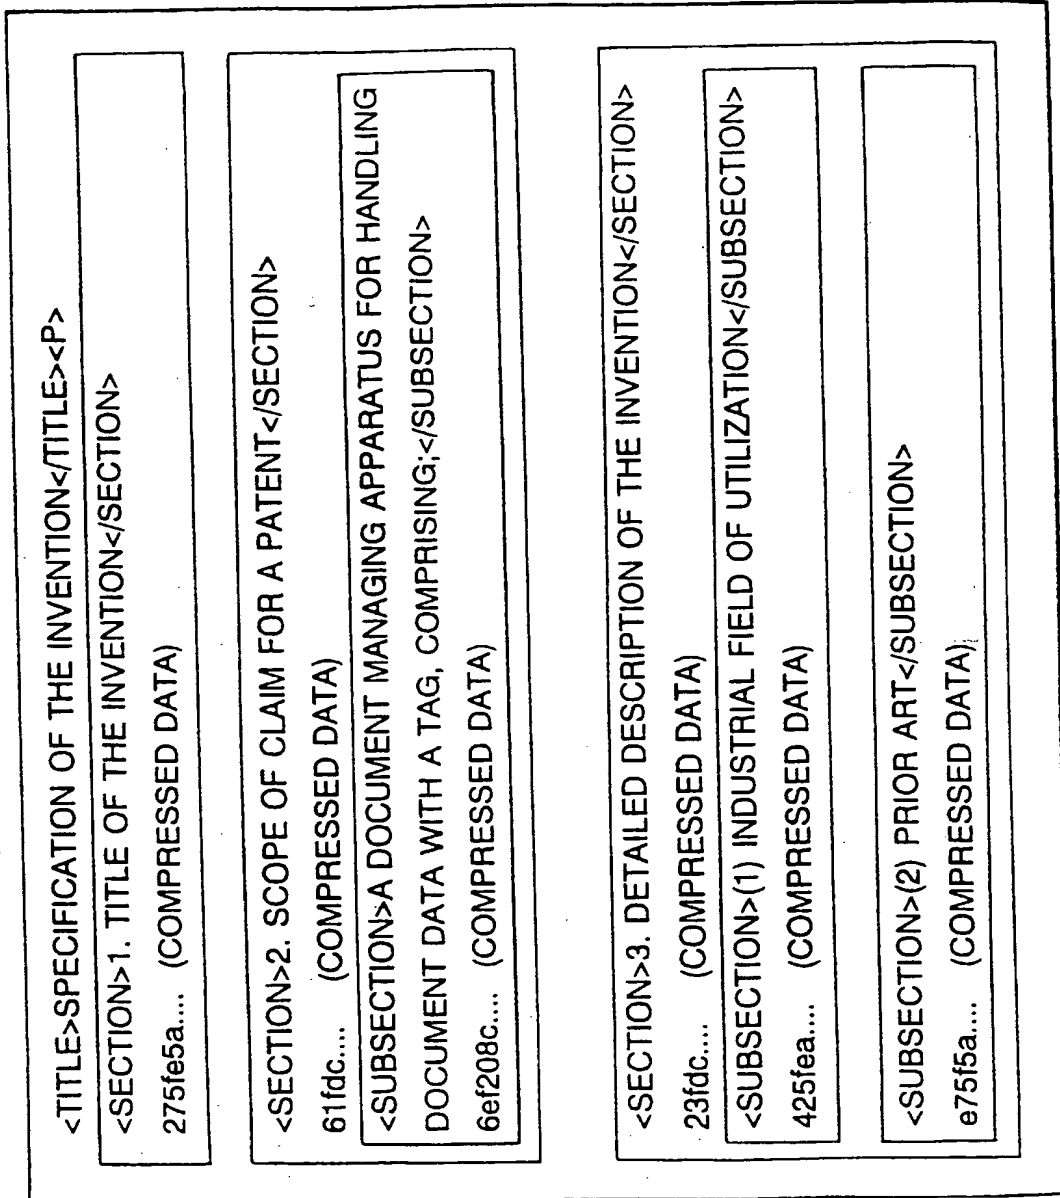 <TITLE>SPECIFICATION OF THE INVENTION</TITLE><P>
<SECTION>1. TITLE OF THE INVENTION</SECTION>
275fe5a.... (COMPRESSED DATA)
<SECTION>2. SCOPE OF CLAIM FOR A PATENT</SECTION>
61fdc.... (COMPRESSED DATA)
<SUBSECTION>A DOCUMENT MANAGING APPARATUS FOR HANDLING
DOCUMENT DATA WITH A TAG, COMPRISING;</SUBSECTION>
6ef208c.... (COMPRESSED DATA)
<SECTION>3. DETAILED DESCRIPTION OF THE INVENTION</SECTION>
23fdc.... (COMPRESSED DATA)
<SUBSECTION>(1) INDUSTRIAL FIELD OF UTILIZATION</SUBSECTION>
425fea.... (COMPRESSED DATA)
<SUBSECTION>(2) PRIOR ART</SUBSECTION>
e75f5a.... (COMPRESSED DATA)